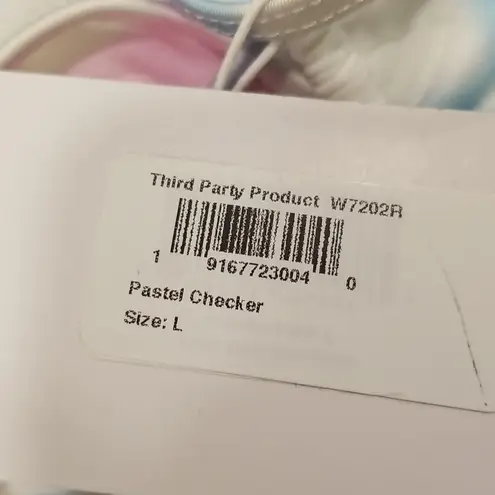 Third Party Product W7202R
1 9167723004 0
Pastel Checker
Size: L